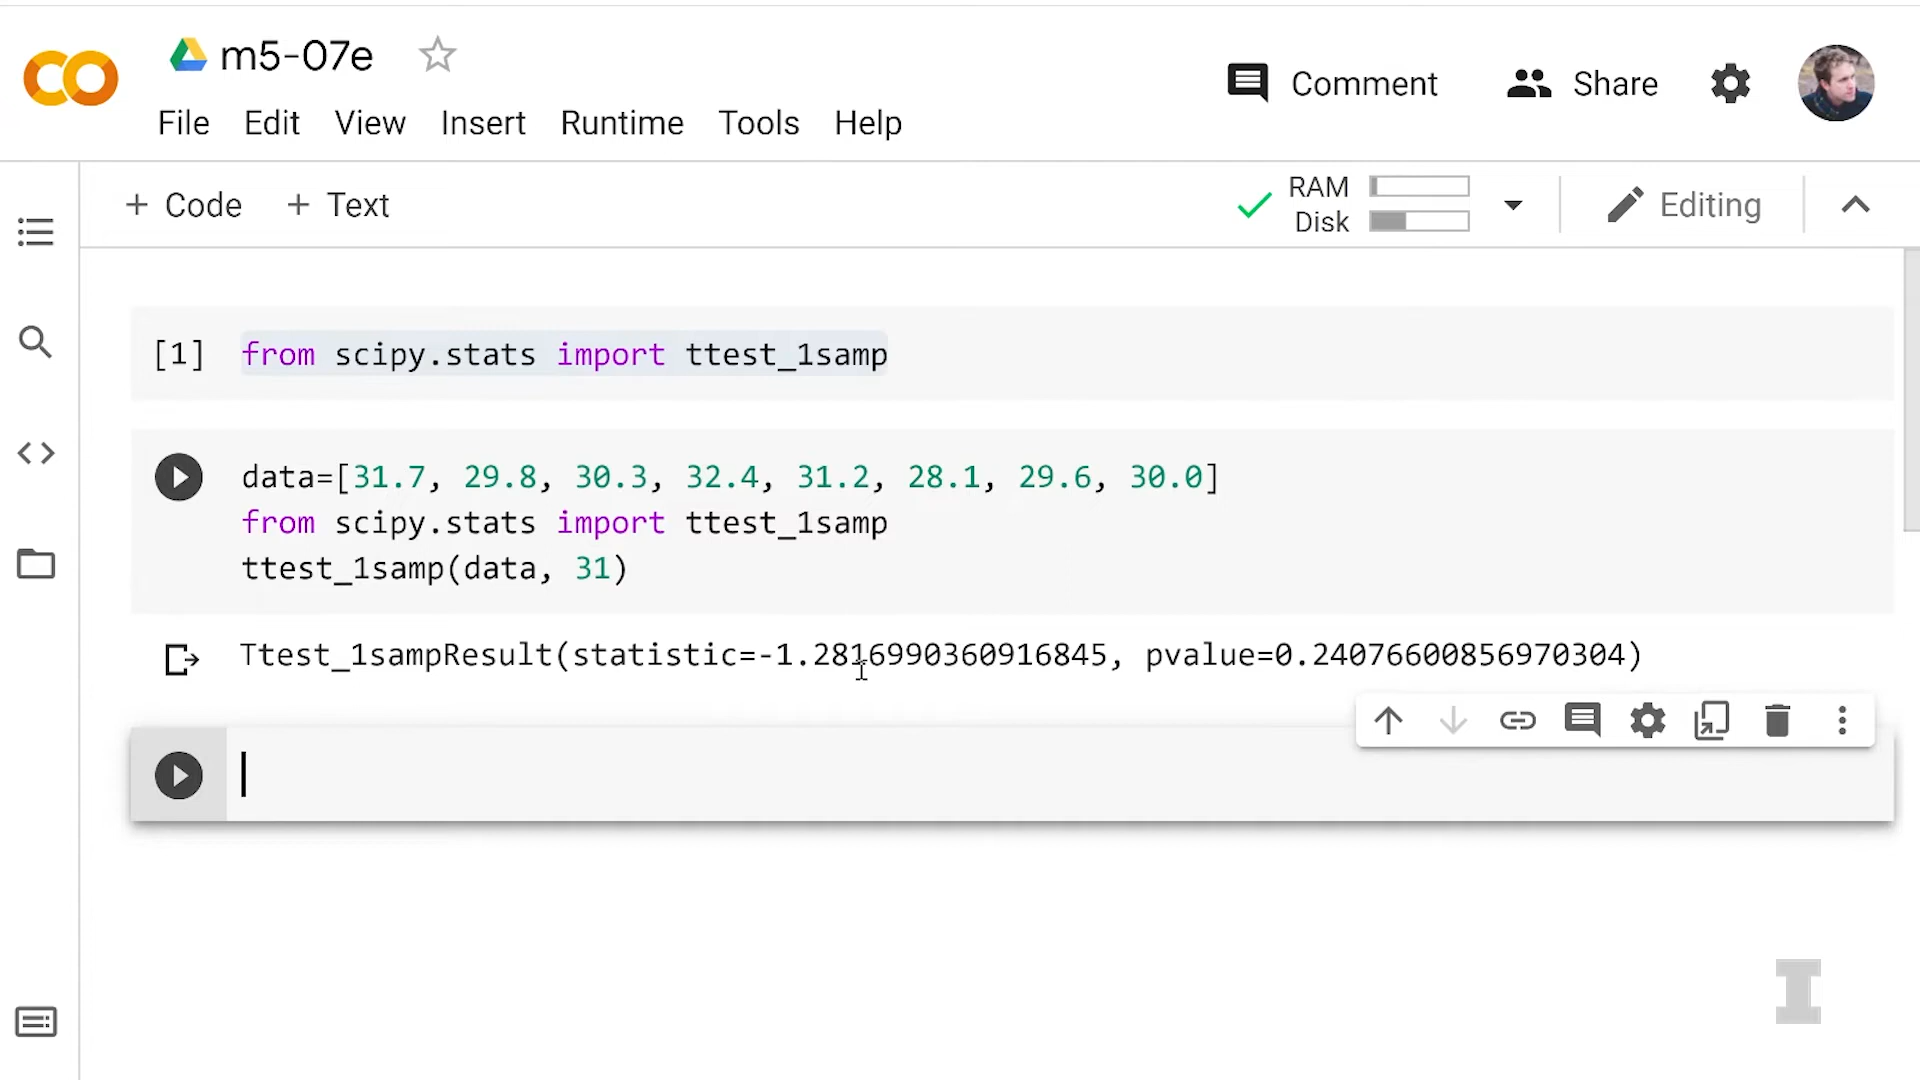 m5-07e
Comment
Share
File Edit View Insert Runtime Tools Help
+ Code + Text
RAM
Disk
Editing
[1] from scipy.stats import ttest_1samp
data=[31.7, 29.8, 30.3, 32.4, 31.2, 28.1, 29.6, 30.0]
from scipy.stats import ttest_1samp
ttest_1samp(data, 31)
Ttest_1sampResult(statistic=-1.2816990360916845, pvalue=0.24076600856970304)
I